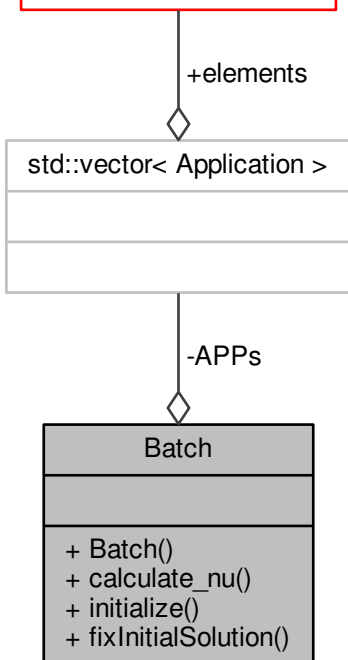 +elements
std::vector< Application >
-APPs
Batch
+ Batch()
+ calculate_nu()
+ initialize()
+ fixInitialSolution()